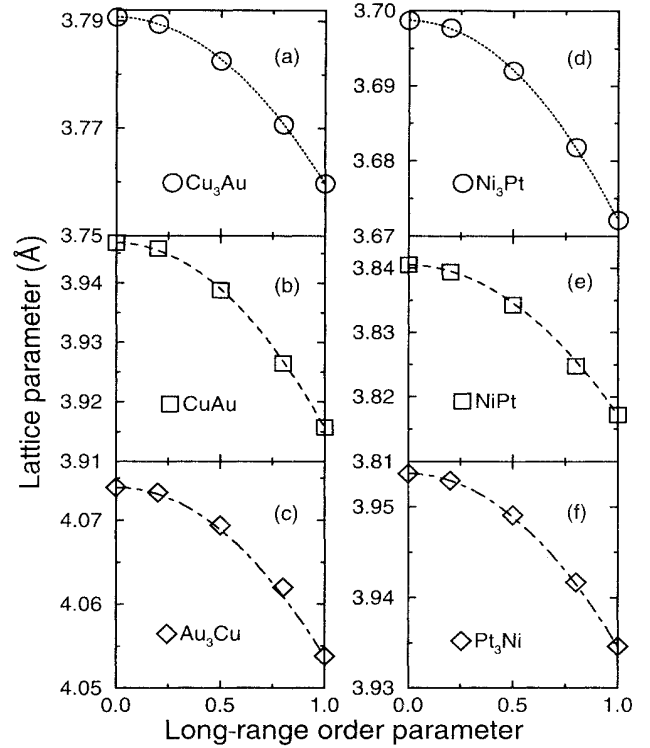 3.79
3.77
3.75
(a)
Cu₃Au
3.94
3.93
3.92
3.91
(b)
CuAu
4.07
4.06
4.05
(c)
Au₃Cu
0.0 0.5 1.0
3.70
3.69
3.68
3.67
(d)
Ni₃Pt
3.84
3.83
3.82
3.81
(e)
NiPt
3.95
3.94
3.93
(f)
Pt₃Ni
0.0 0.5 1.0
Lattice parameter (Å)
Long-range order parameter